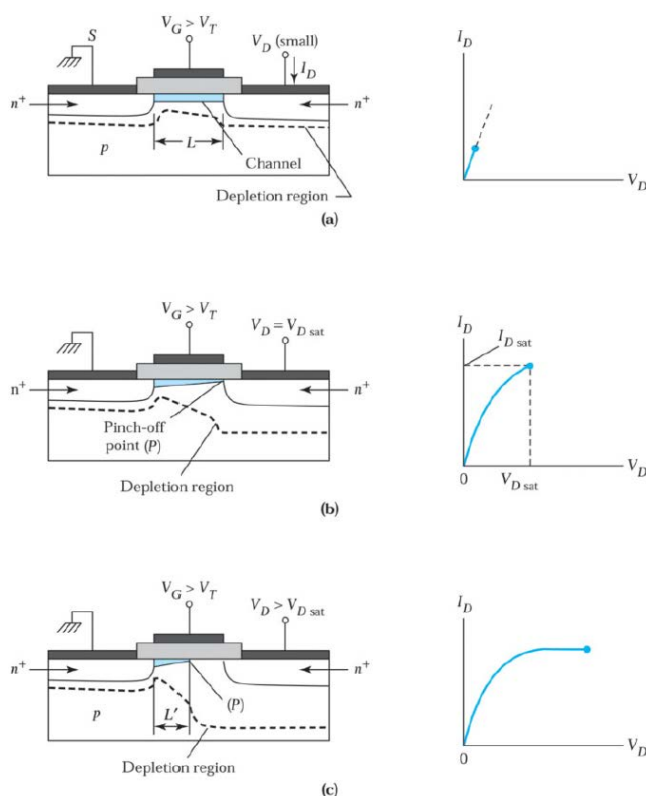 V_G > V_T
S
V_D (small)
I_D
n⁺
n⁺
p
L
Channel
Depletion region
I_D
V_D
(a)
V_G > V_T
V_D = V_D sat
n⁺
n⁺
Pinch-off
point (P)
Depletion region
I_D
I_D sat
0
V_D sat
V_D
(b)
V_G > V_T
V_D > V_D sat
n⁺
n⁺
p
L′
(P)
Depletion region
I_D
0
V_D
(c)